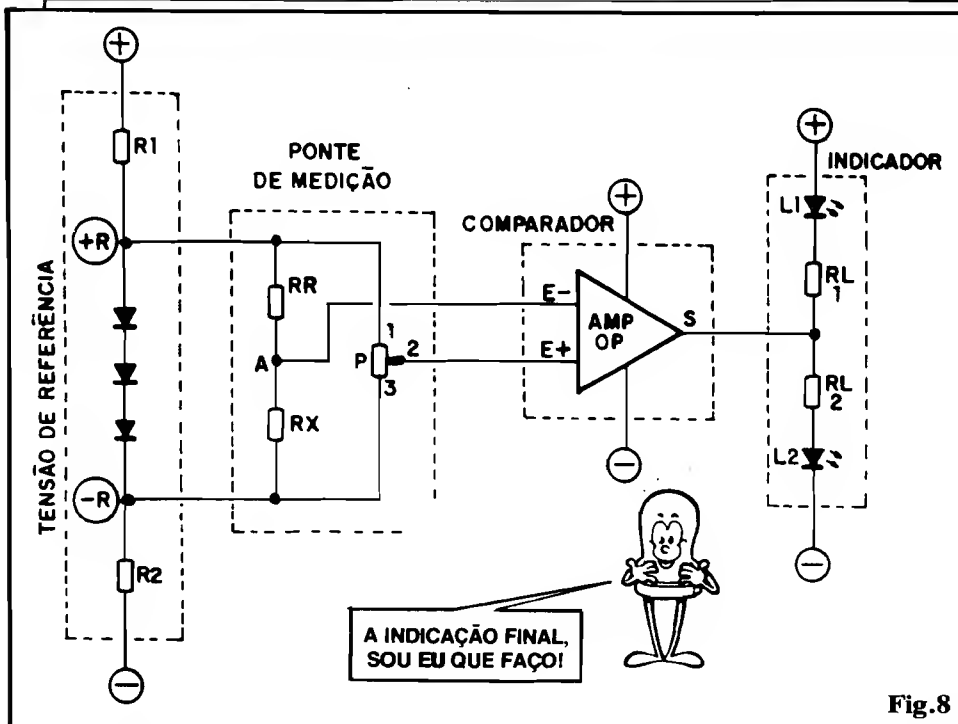 +
R1
+R
TENSÃO DE REFERÊNCIA
-R
R2
−
PONTE
DE MEDIÇÃO
RR
A
RX
P
1
2
3
COMPARADOR
+
E-
E+
AMP
OP
S
−
+
INDICADOR
L1
RL
1
RL
2
L2
−
A INDICAÇÃO FINAL,
SOU EU QUE FAÇO!
Fig.8